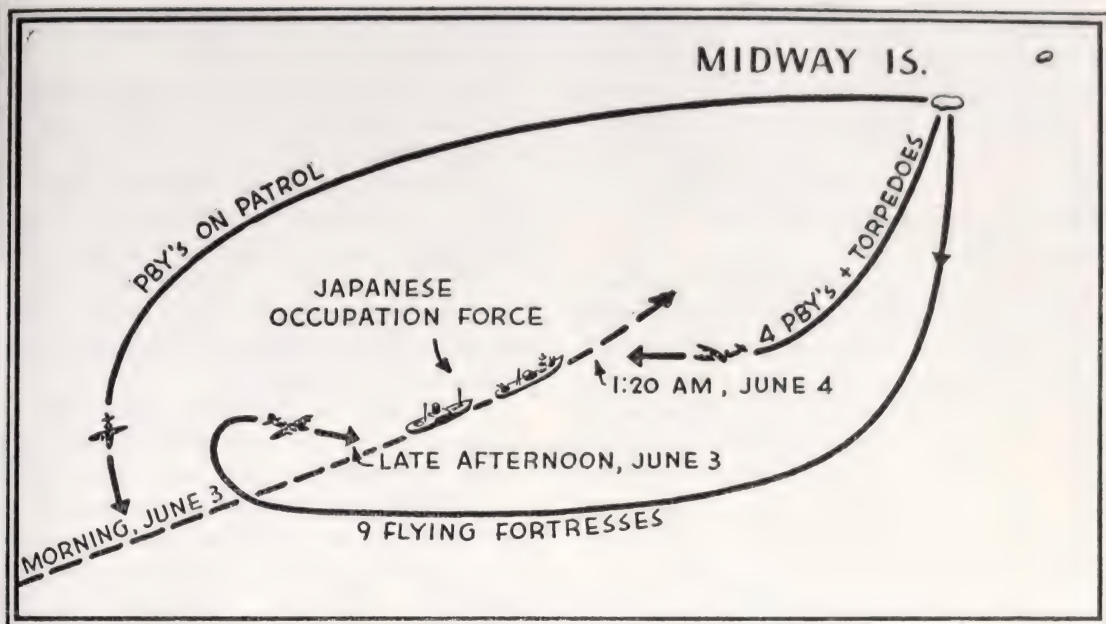 MIDWAY IS.
PBY's ON PATROL
4 PBY's + TORPEDOES
JAPANESE
OCCUPATION FORCE
1:20 AM, JUNE 4
LATE AFTERNOON, JUNE 3
MORNING, JUNE 3
9 FLYING FORTRESSES